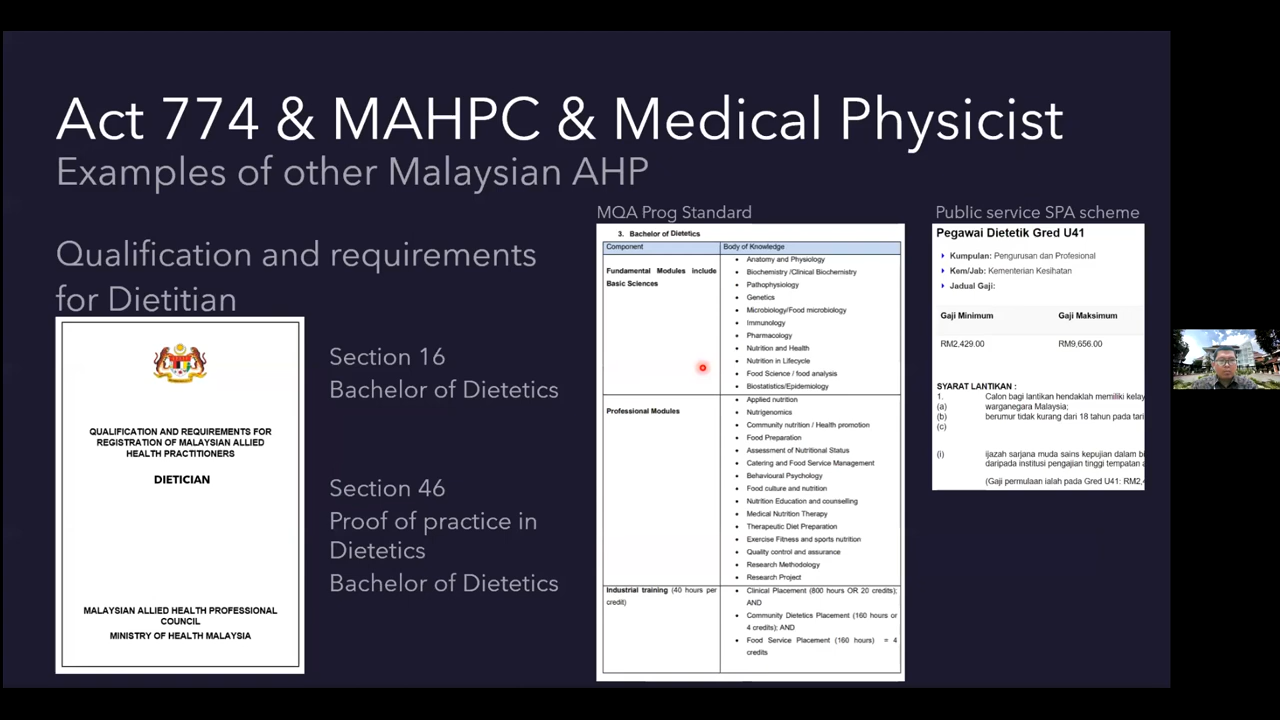 Act 774 & MAHPC & Medical Physicist
Examples of other Malaysian AHP
Qualification and requirements
for Dietitian
QUALIFICATION AND REQUIREMENTS FOR
REGISTRATION OF MALAYSIAN ALLIED
HEALTH PRACTITIONERS
DIETICIAN
MALAYSIAN ALLIED HEALTH PROFESSIONAL
COUNCIL
MINISTRY OF HEALTH MALAYSIA
Section 16
Bachelor of Dietetics
Section 46
Proof of practice in
Dietetics
Bachelor of Dietetics
MQA Prog Standard
3. Bachelor of Dietetics
Component Body of Knowledge
Fundamental Modules include
Basic Sciences
• Anatomy and Physiology
• Biochemistry /Clinical Biochemistry
• Pathophysiology
• Genetics
• Microbiology/Food microbiology
• Immunology
• Pharmacology
• Nutrition and Health
• Nutrition in Lifecycle
• Food Science / food analysis
• Biostatistics/Epidemiology
Professional Modules
• Applied nutrition
• Nutrigenomics
• Community nutrition / Health promotion
• Food Preparation
• Assessment of Nutritional Status
• Catering and Food Service Management
• Behavioural Psychology
• Food culture and nutrition
• Nutrition Education and counselling
• Medical Nutrition Therapy
• Therapeutic Diet Preparation
• Exercise Fitness and sports nutrition
• Quality control and assurance
• Research Methodology
• Research Project
Industrial training (40 hours per
credit)
• Clinical Placement (800 hours OR 20 credits);
AND
• Community Dietetics Placement (160 hours or
4 credits); AND
• Food Service Placement (160 hours) = 4
credits
Public service SPA scheme
Pegawai Dietetik Gred U41
Kumpulan: Pengurusan dan Profesional
Kem/Jab: Kementerian Kesihatan
Jadual Gaji:
Gaji Minimum Gaji Maksimum
RM2,429.00 RM9,656.00
SYARAT LANTIKAN :
1. Calon bagi lantikan hendaklah memiliki
(a) warganegara Malaysia;
(b) berumur tidak kurang dari 18 tahun pada
(c)
(i) ijazah sarjana muda sains kepujian dalam
daripada institusi pengajian tinggi tempatan
(Gaji permulaan ialah pada Gred U41: